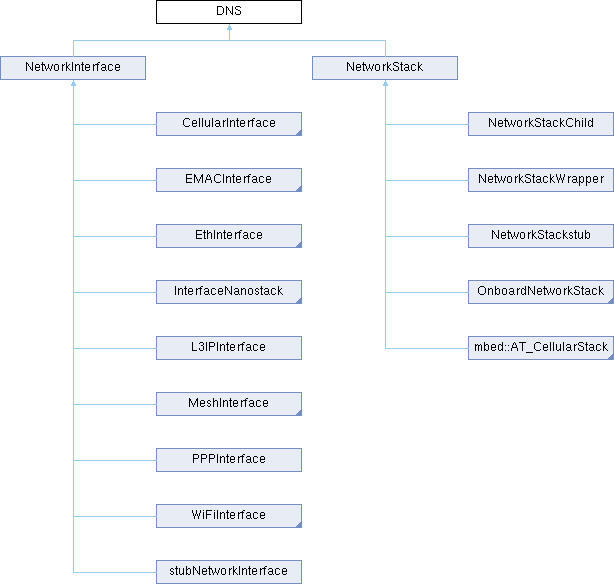 DNS
NetworkInterface
NetworkStack
CellularInterface
NetworkStackChild
EMACInterface
NetworkStackWrapper
EthInterface
NetworkStackstub
InterfaceNanostack
OnboardNetworkStack
L3IPInterface
mbed::AT_CellularStack
MeshInterface
PPPInterface
WiFiInterface
stubNetworkInterface